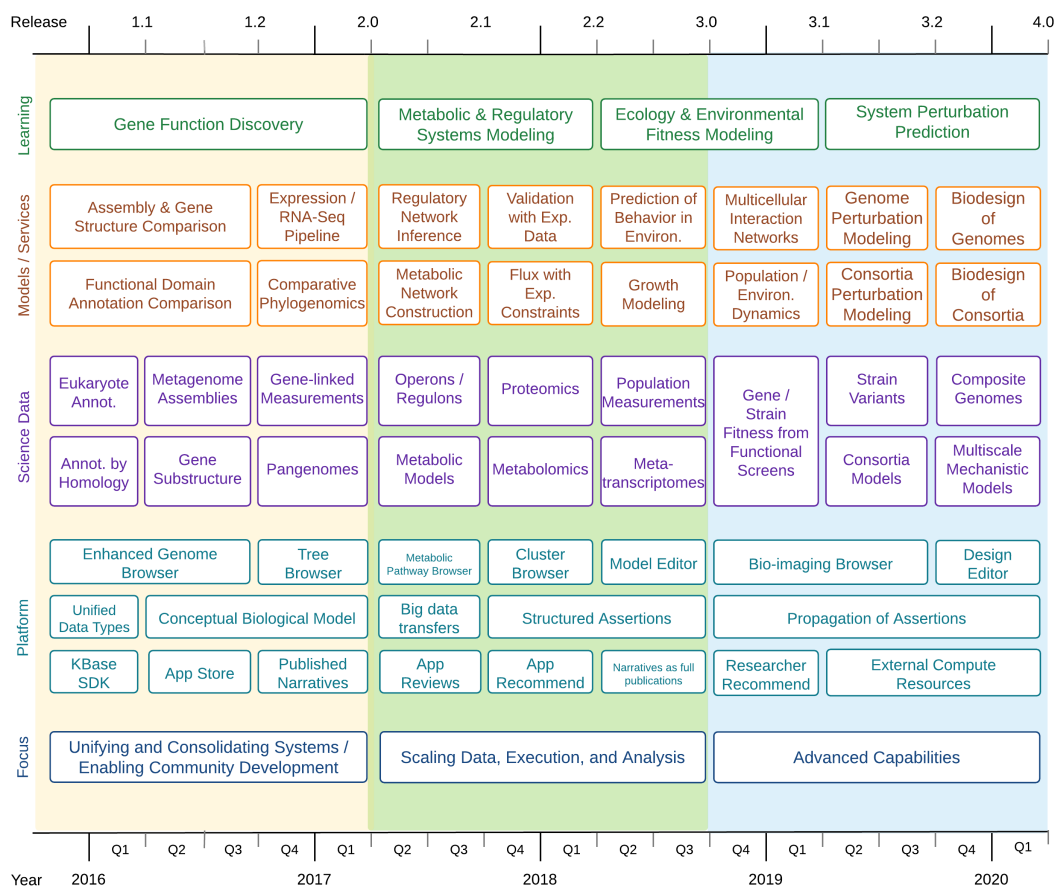 Release 1.1 1.2 2.0 2.1 2.2 3.0 3.1 3.2 4.0
Learning
Gene Function Discovery
Metabolic & Regulatory
Systems Modeling
Ecology & Environmental
Fitness Modeling
System Perturbation
Prediction
Models / Services
Assembly & Gene
Structure Comparison
Expression /
RNA-Seq
Pipeline
Regulatory
Network
Inference
Validation
with Exp.
Data
Prediction of
Behavior in
Environ.
Multicellular
Interaction
Networks
Genome
Perturbation
Modeling
Biodesign
of
Genomes
Functional Domain
Annotation Comparison
Comparative
Phylogenomics
Metabolic
Network
Construction
Flux with
Exp.
Constraints
Growth
Modeling
Population /
Environ.
Dynamics
Consortia
Perturbation
Modeling
Biodesign
of
Consortia
Science Data
Eukaryote
Annot.
Metagenome
Assemblies
Gene-linked
Measurements
Operons /
Regulons
Proteomics
Population
Measurements
Gene /
Strain
Fitness from
Functional
Screens
Strain
Variants
Composite
Genomes
Annot. by
Homology
Gene
Substructure
Pangenomes
Metabolic
Models
Metabolomics
Meta-
transcriptomes
Consortia
Models
Multiscale
Mechanistic
Models
Platform
Enhanced Genome
Browser
Tree
Browser
Metabolic
Pathway Browser
Cluster
Browser
Model Editor
Bio-imaging Browser
Design
Editor
Unified
Data Types
Conceptual Biological Model
Big data
transfers
Structured Assertions
Propagation of Assertions
KBase
SDK
App Store
Published
Narratives
App
Reviews
App
Recommend
Narratives as full
publications
Researcher
Recommend
External Compute
Resources
Focus
Unifying and Consolidating Systems /
Enabling Community Development
Scaling Data, Execution, and Analysis
Advanced Capabilities
Q1 Q2 Q3 Q4 Q1 Q2 Q3 Q4 Q1 Q2 Q3 Q4 Q1 Q2 Q3 Q4 Q1
Year 2016 2017 2018 2019 2020